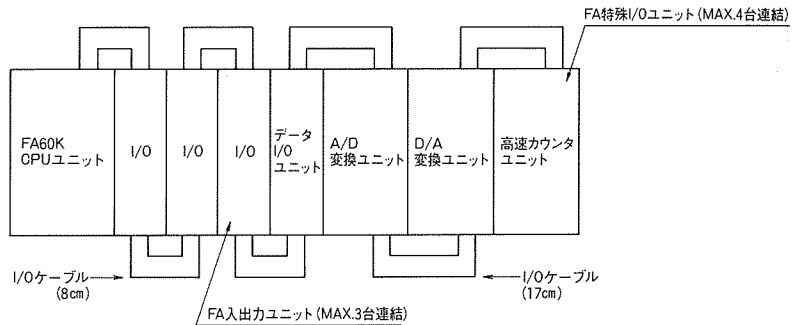 FA特殊I/Oユニット(MAX.4台連結)
FA60K
CPUユニット
I/O
I/O
I/O
データ
I/O
ユニット
A/D
変換ユニット
D/A
変換ユニット
高速カウンタ
ユニット
I/Oケーブル
(8cm)
I/Oケーブル
(17cm)
FA入出力ユニット(MAX.3台連結)